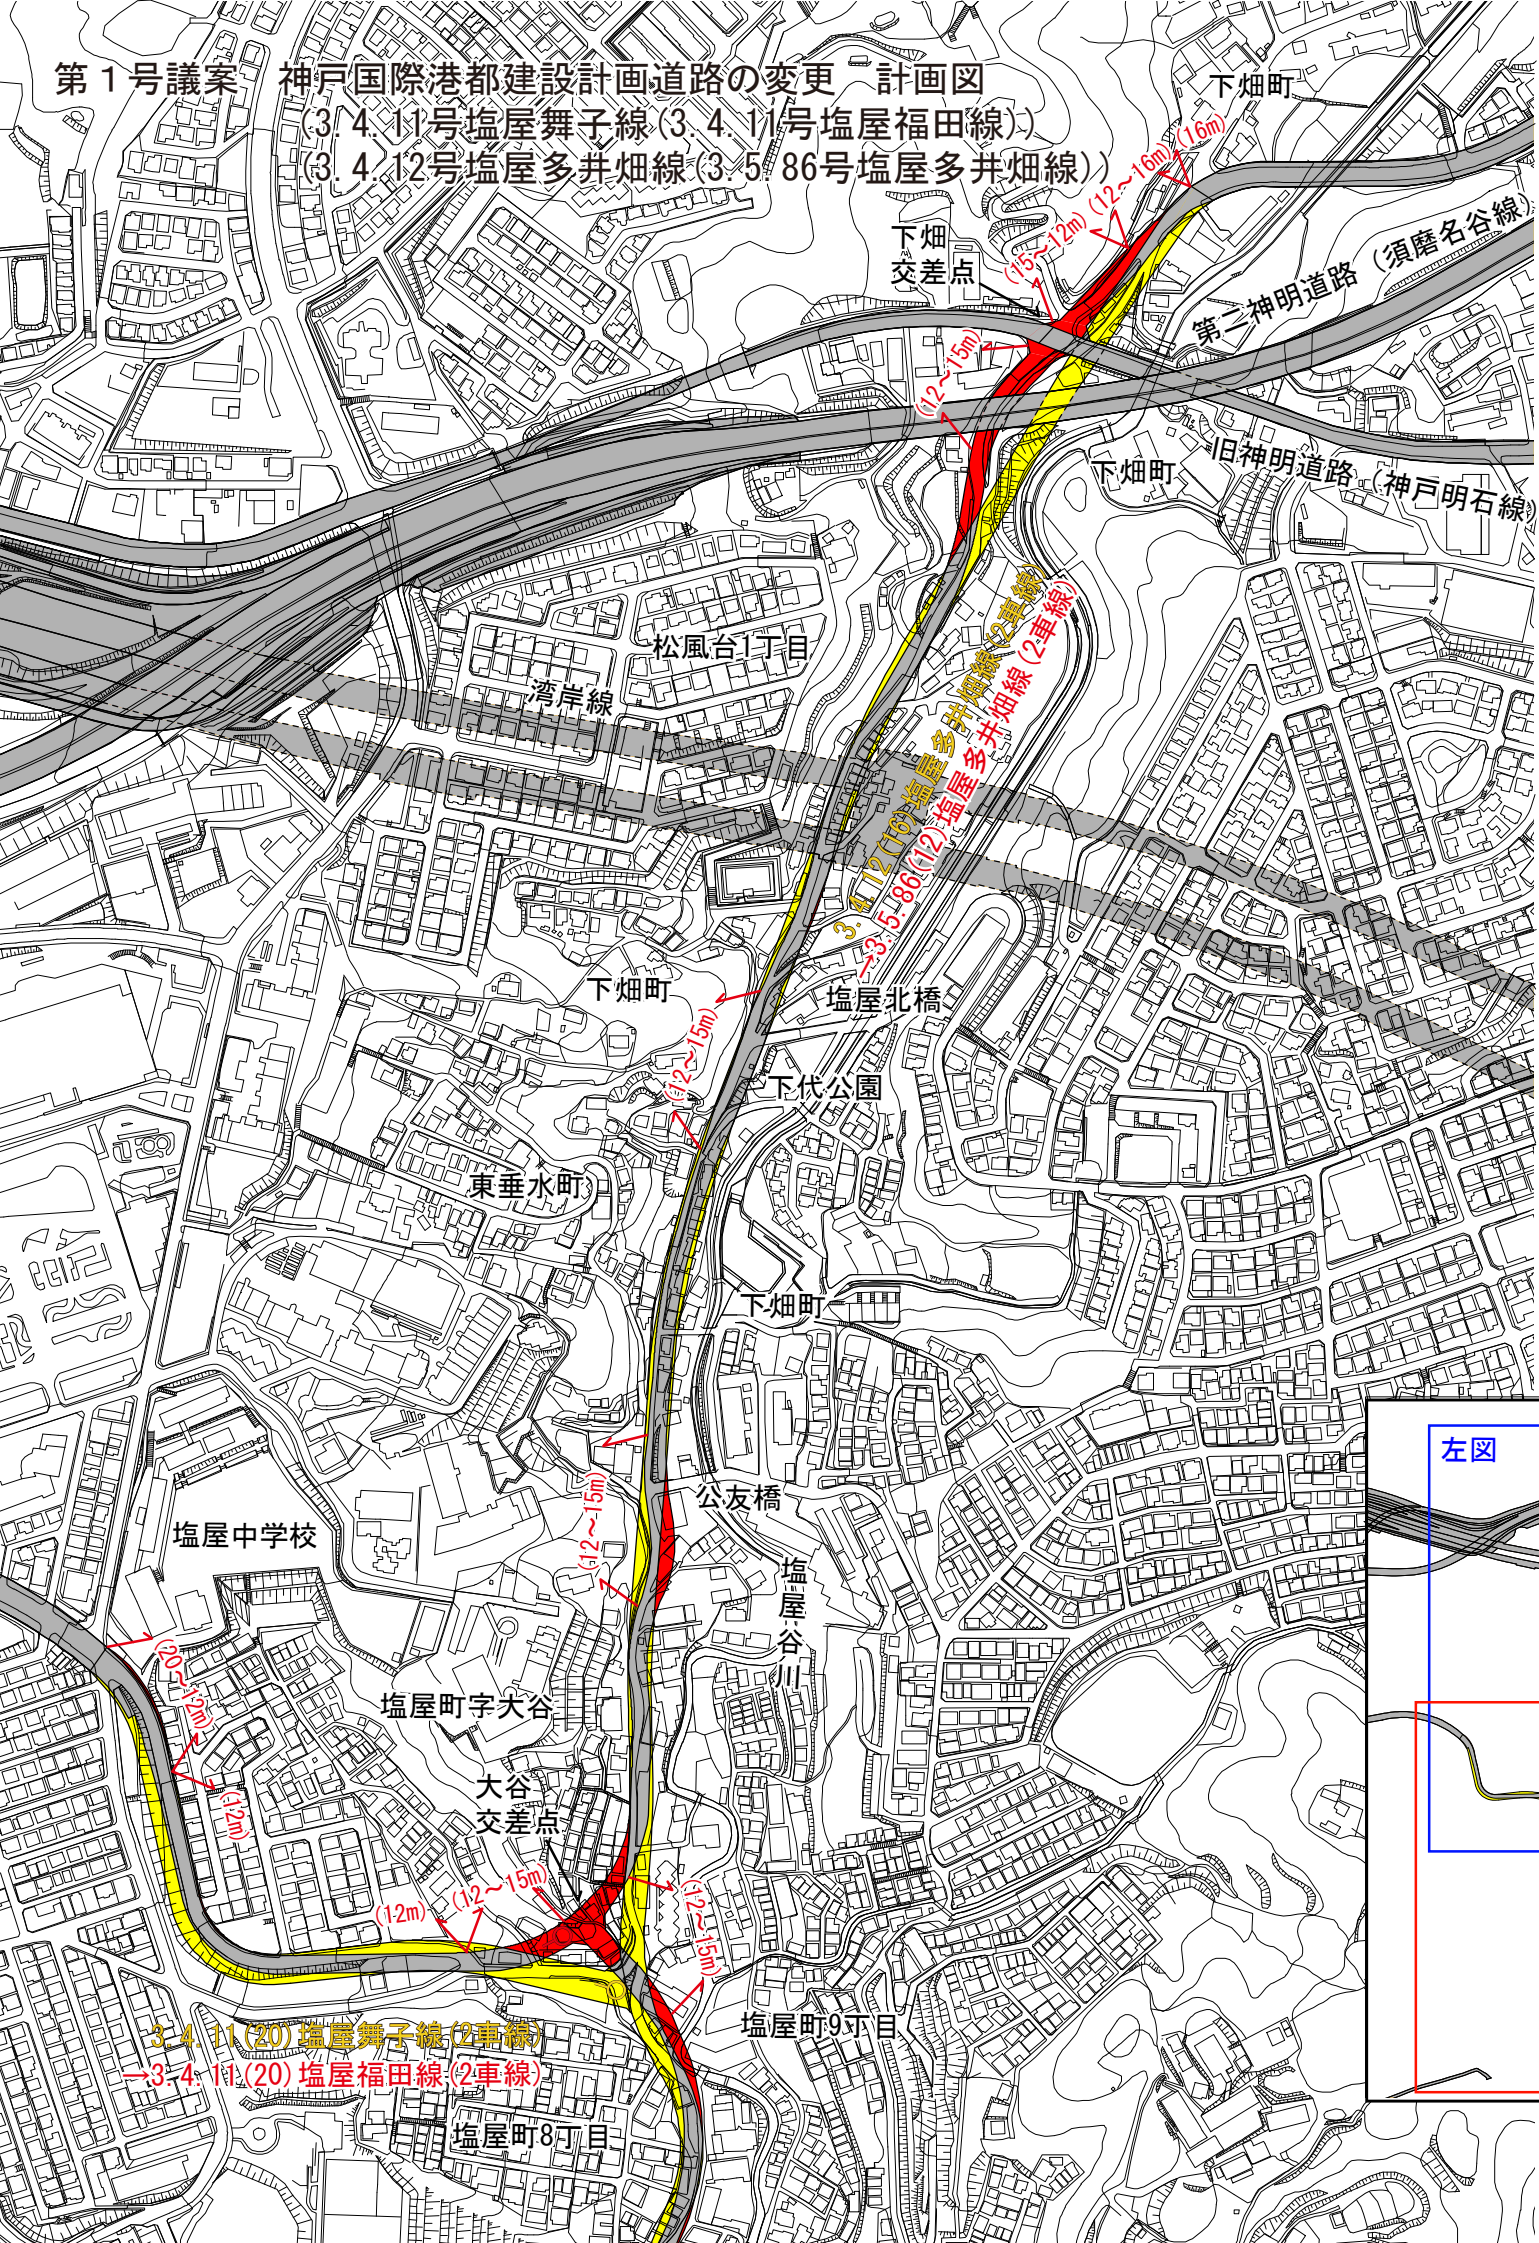 第１号議案　神戸国際港都建設計画道路の変更　計画図
(3.4.11号塩屋舞子線(3.4.11号塩屋福田線))
(3.4.12号塩屋多井畑線(3.5.86号塩屋多井畑線))
下畑町
(16m)
(12～16m)
(15～12m)
下畑
交差点
第二神明道路（須磨名谷線）
(12～15m)
旧神明道路（神戸明石線）
下畑町
松風台1丁目
湾岸線
3.4.12(16)塩屋多井畑線(2車線)
→3.5.86(12)塩屋多井畑線(2車線)
下畑町
塩屋北橋
(12～15m)
下代公園
東垂水町
下畑町
左図
公友橋
(12～15m)
塩屋中学校
塩屋谷川
(20～12m)
塩屋町字大谷
(12m)
大谷
交差点
(12m)
(12～15m)
(12～15m)
塩屋町9丁目
3.4.11(20)塩屋舞子線(2車線)
→3.4.11(20)塩屋福田線(2車線)
塩屋町8丁目